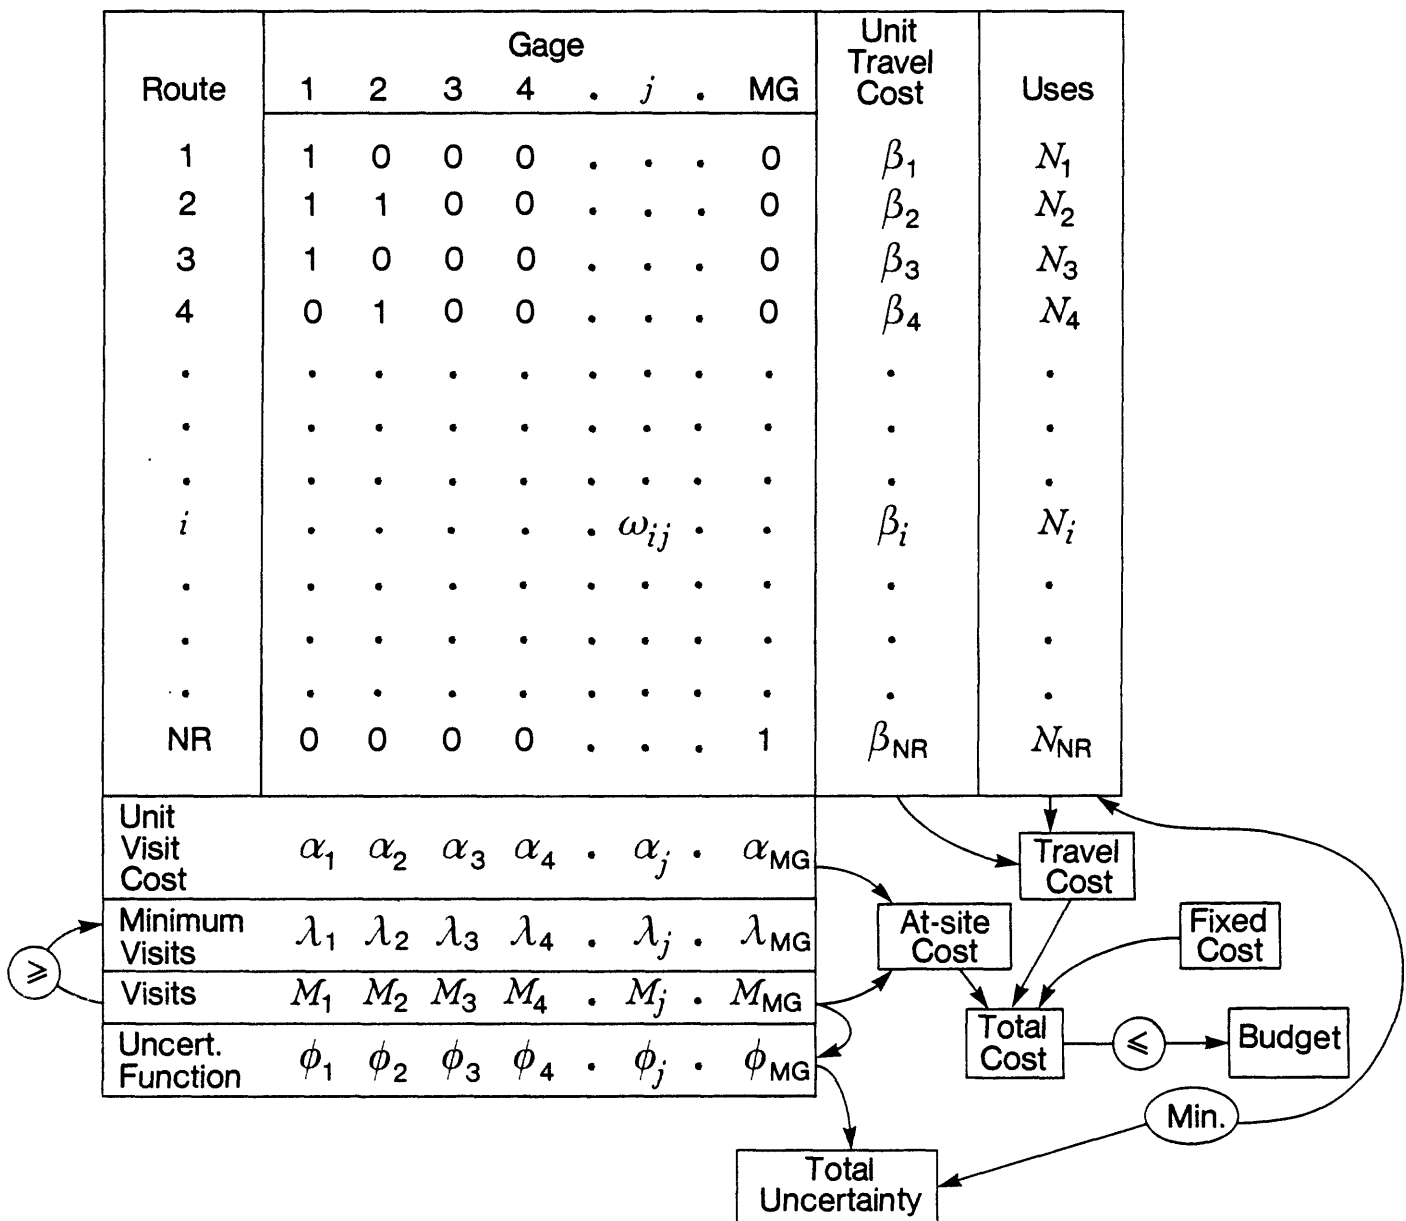 Gage
Unit
Travel
Cost
Route 1 2 3 4 . j . MG Uses
1 1 0 0 0 . . . 0 β₁ N₁
2 1 1 0 0 . . . 0 β₂ N₂
3 1 0 0 0 . . . 0 β₃ N₃
4 0 1 0 0 . . . 0 β₄ N₄
. . . . . . . . . . .
. . . . . . . . . . .
. . . . . . . . . . .
i . . . . . ωij . . βi Ni
. . . . . . . . . . .
. . . . . . . . . . .
. . . . . . . . . . .
NR 0 0 0 0 . . . 1 βNR NNR
Unit
Visit
Cost
α₁ α₂ α₃ α₄ . αj . αMG
Minimum
Visits
λ₁ λ₂ λ₃ λ₄ . λj . λMG
Visits M₁ M₂ M₃ M₄ . Mj . MMG
Uncert.
Function
ϕ₁ ϕ₂ ϕ₃ ϕ₄ . ϕj . ϕMG
⩾
Travel
Cost
At-site
Cost
Fixed
Cost
Total
Cost
⩽
Budget
Min.
Total
Uncertainty